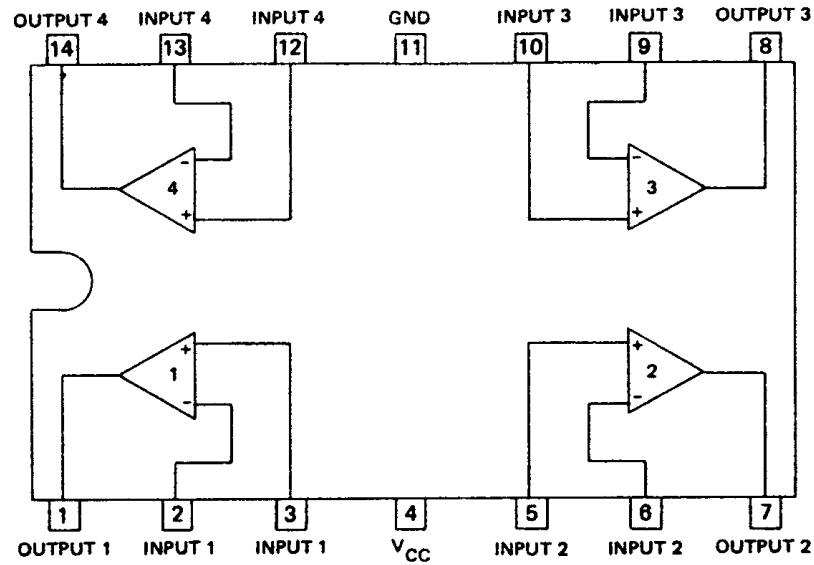 OUTPUT 4 INPUT 4 INPUT 4 GND INPUT 3 INPUT 3 OUTPUT 3
14 13 12 11 10 9 8
- -
4 3
+ +
+ +
1 2
- -
1 2 3 4 5 6 7
OUTPUT 1 INPUT 1 INPUT 1 VCC INPUT 2 INPUT 2 OUTPUT 2